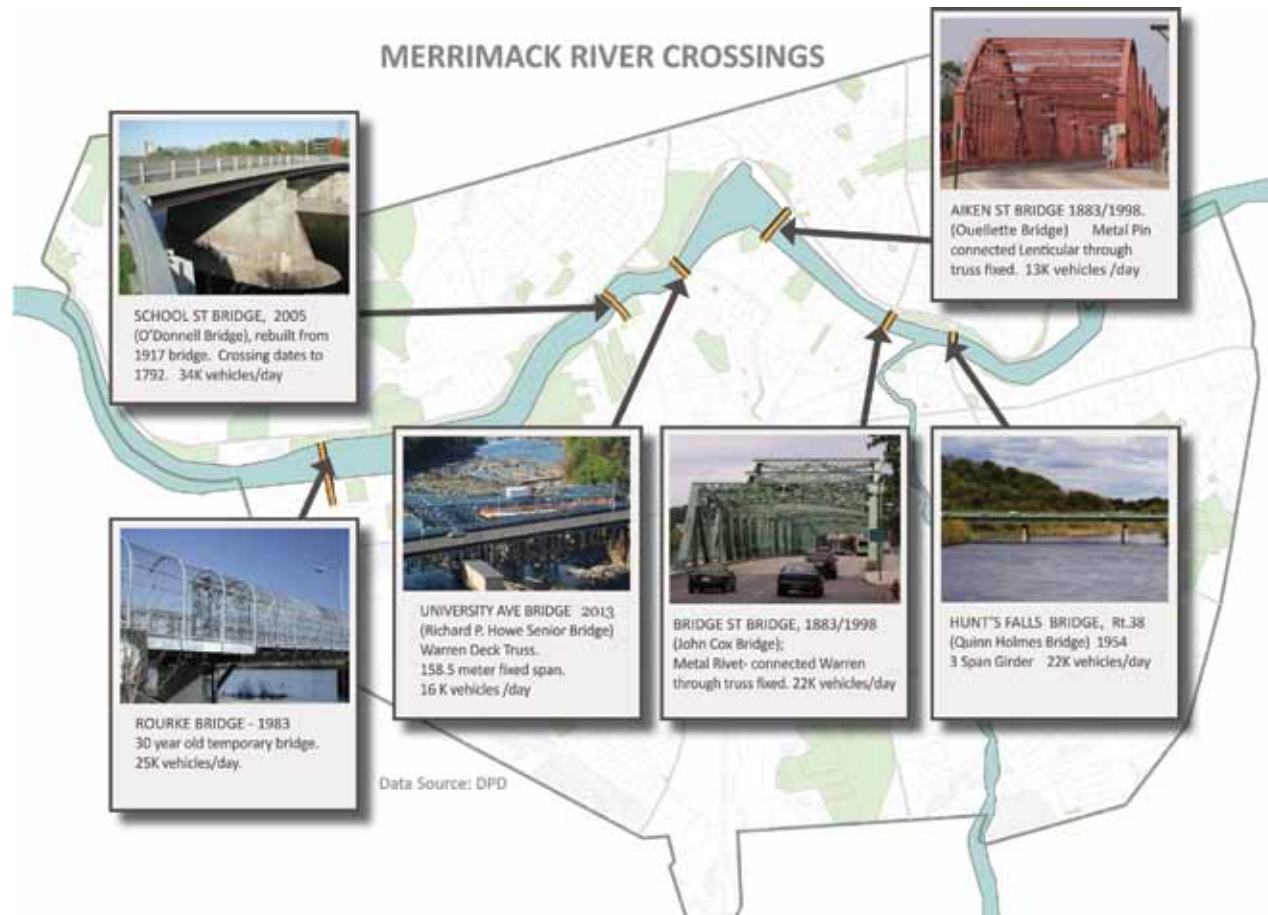 MERRIMACK RIVER CROSSINGS
AIKEN ST BRIDGE 1883/1998.
(Ouellette Bridge) Metal Pin
connected Lenticular through
truss fixed. 13K vehicles /day
SCHOOL ST BRIDGE, 2005
(O'Donnell Bridge), rebuilt from
1917 bridge. Crossing dates to
1792. 34K vehicles/day
UNIVERSITY AVE BRIDGE 2013
(Richard P. Howe Senior Bridge)
Warren Deck Truss.
158.5 meter fixed span.
16 K vehicles /day
BRIDGE ST BRIDGE, 1883/1998
(John Cox Bridge);
Metal Rivet- connected Warren
through truss fixed. 22K vehicles/day
HUNT'S FALLS BRIDGE, Rt.38
(Quinn Holmes Bridge) 1954
3 Span Girder 22K vehicles/day
ROURKE BRIDGE - 1983
30 year old temporary bridge.
25K vehicles/day.
Data Source: DPD